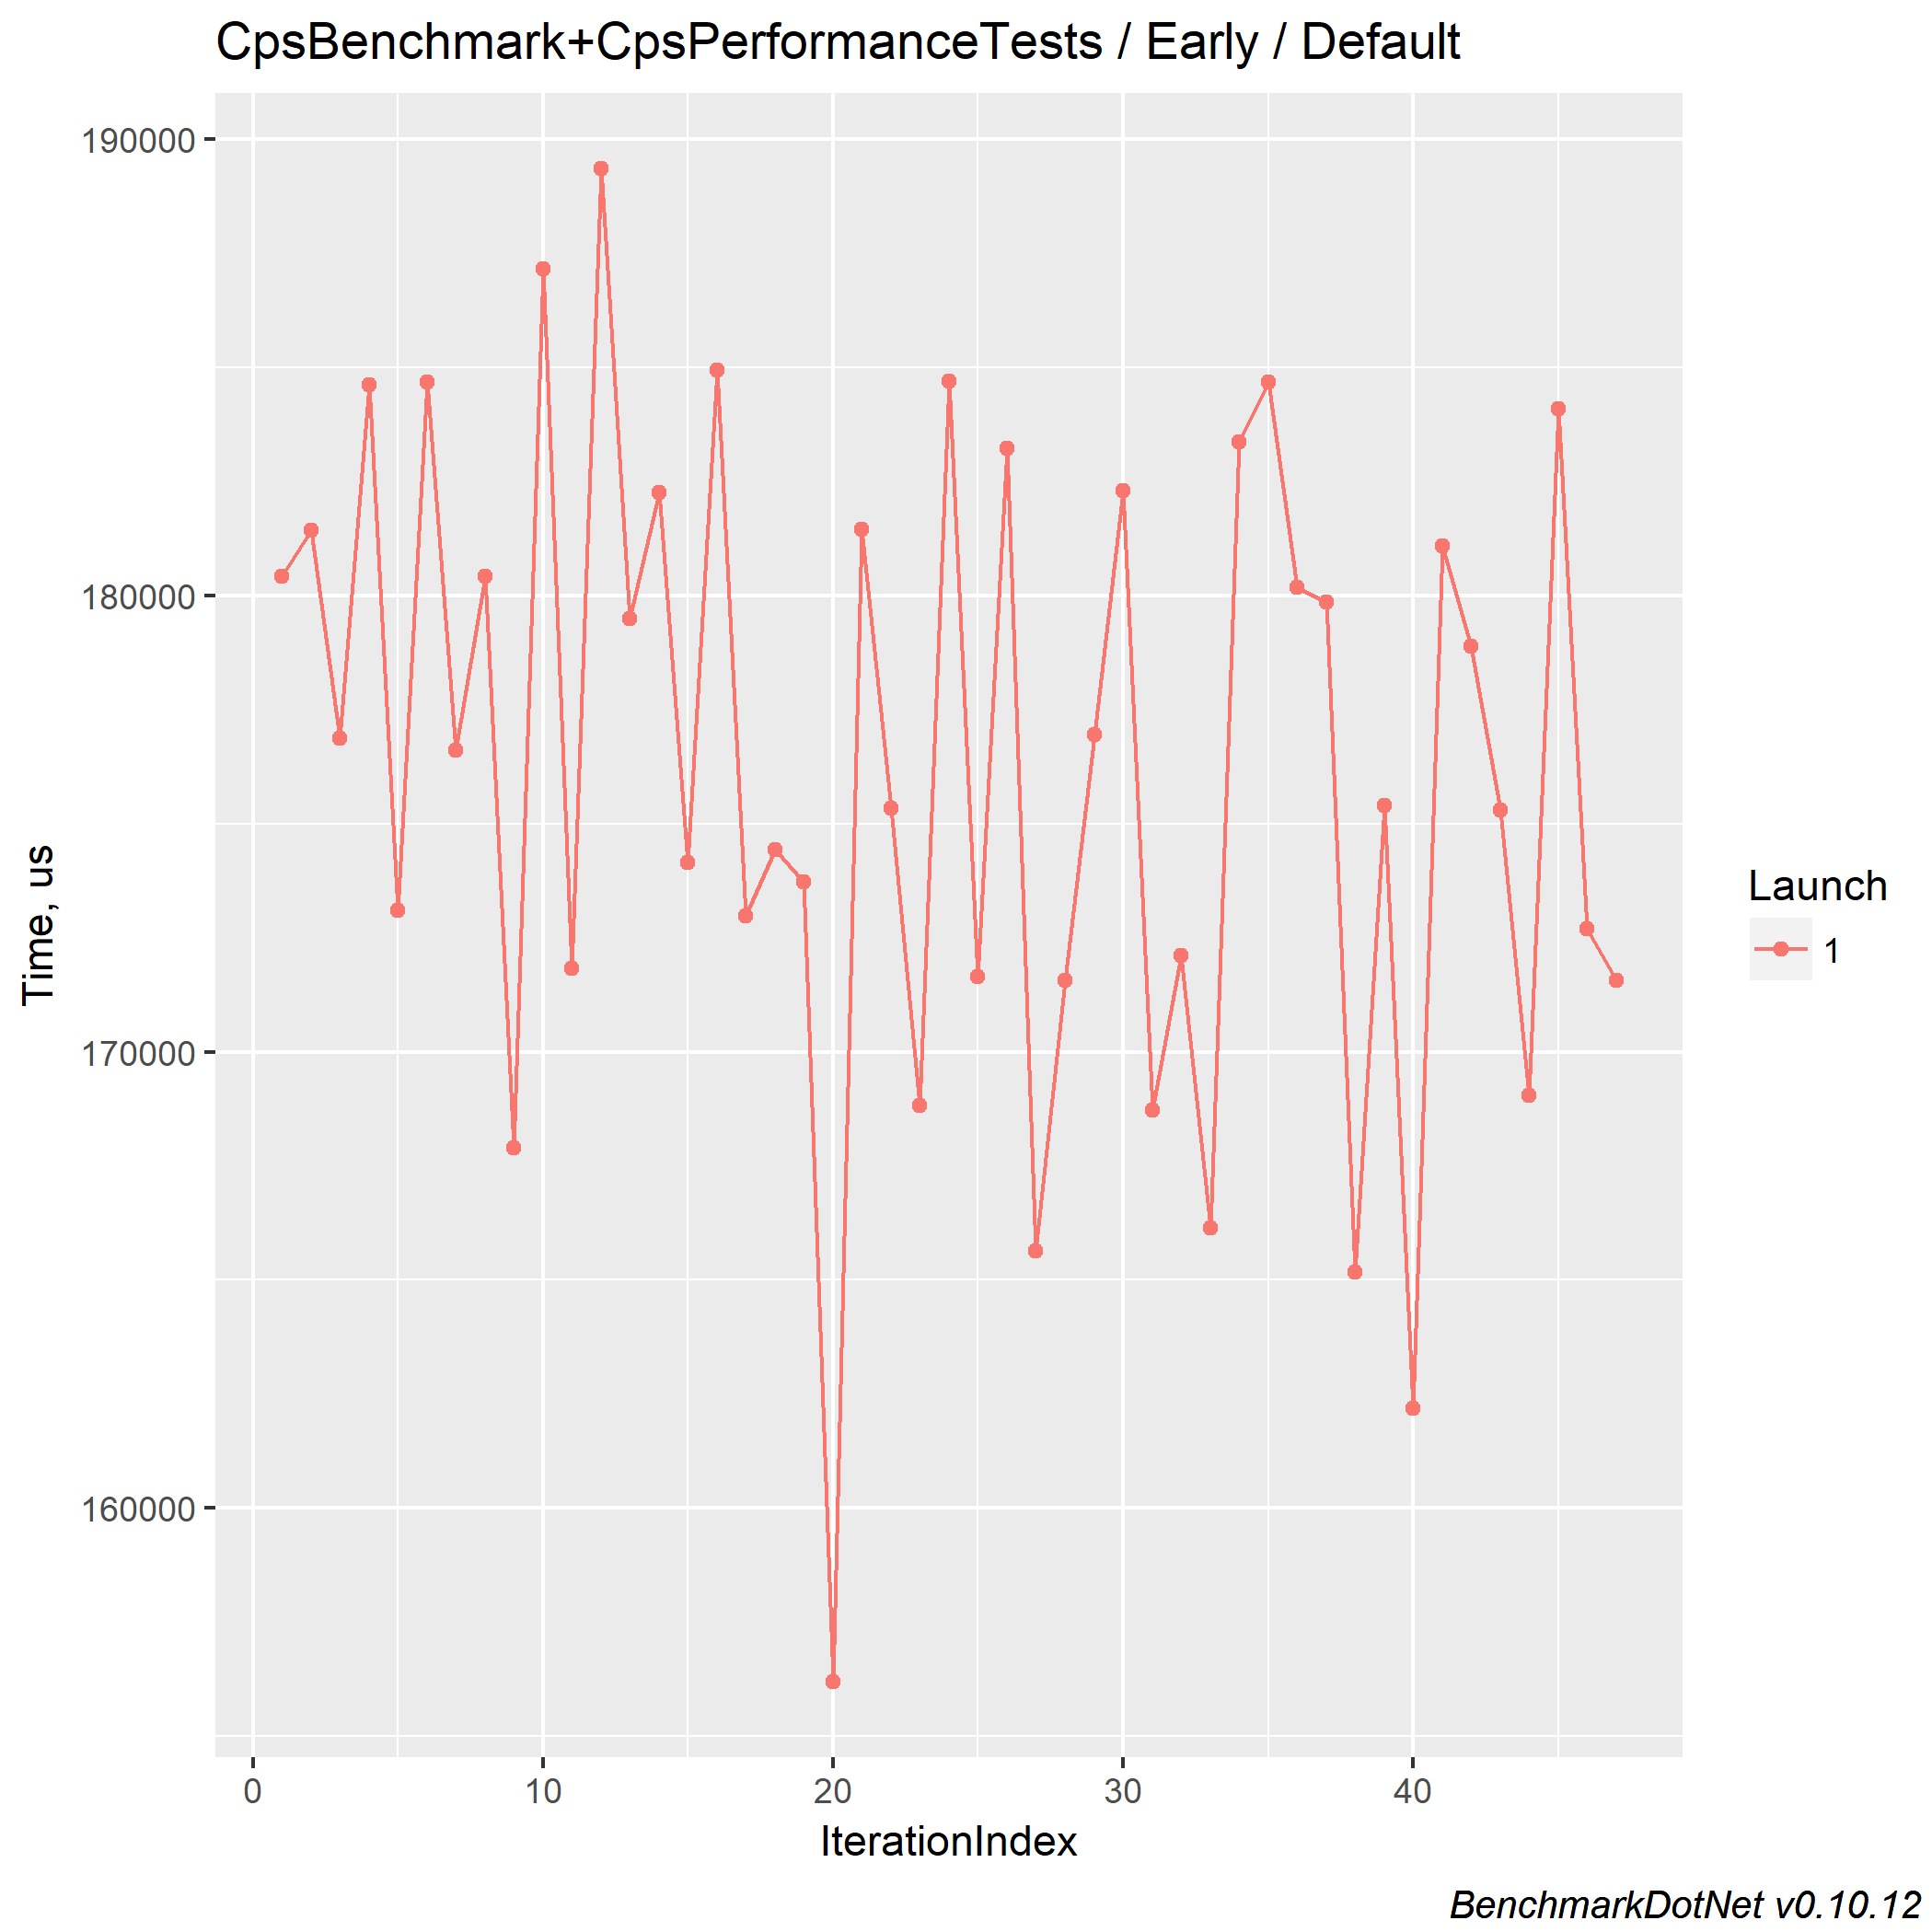 CpsBenchmark+CpsPerformanceTests / Early / Default
190000
180000
170000
160000
Time, us
0 10 20 30 40
IterationIndex
Launch
1
BenchmarkDotNet v0.10.12